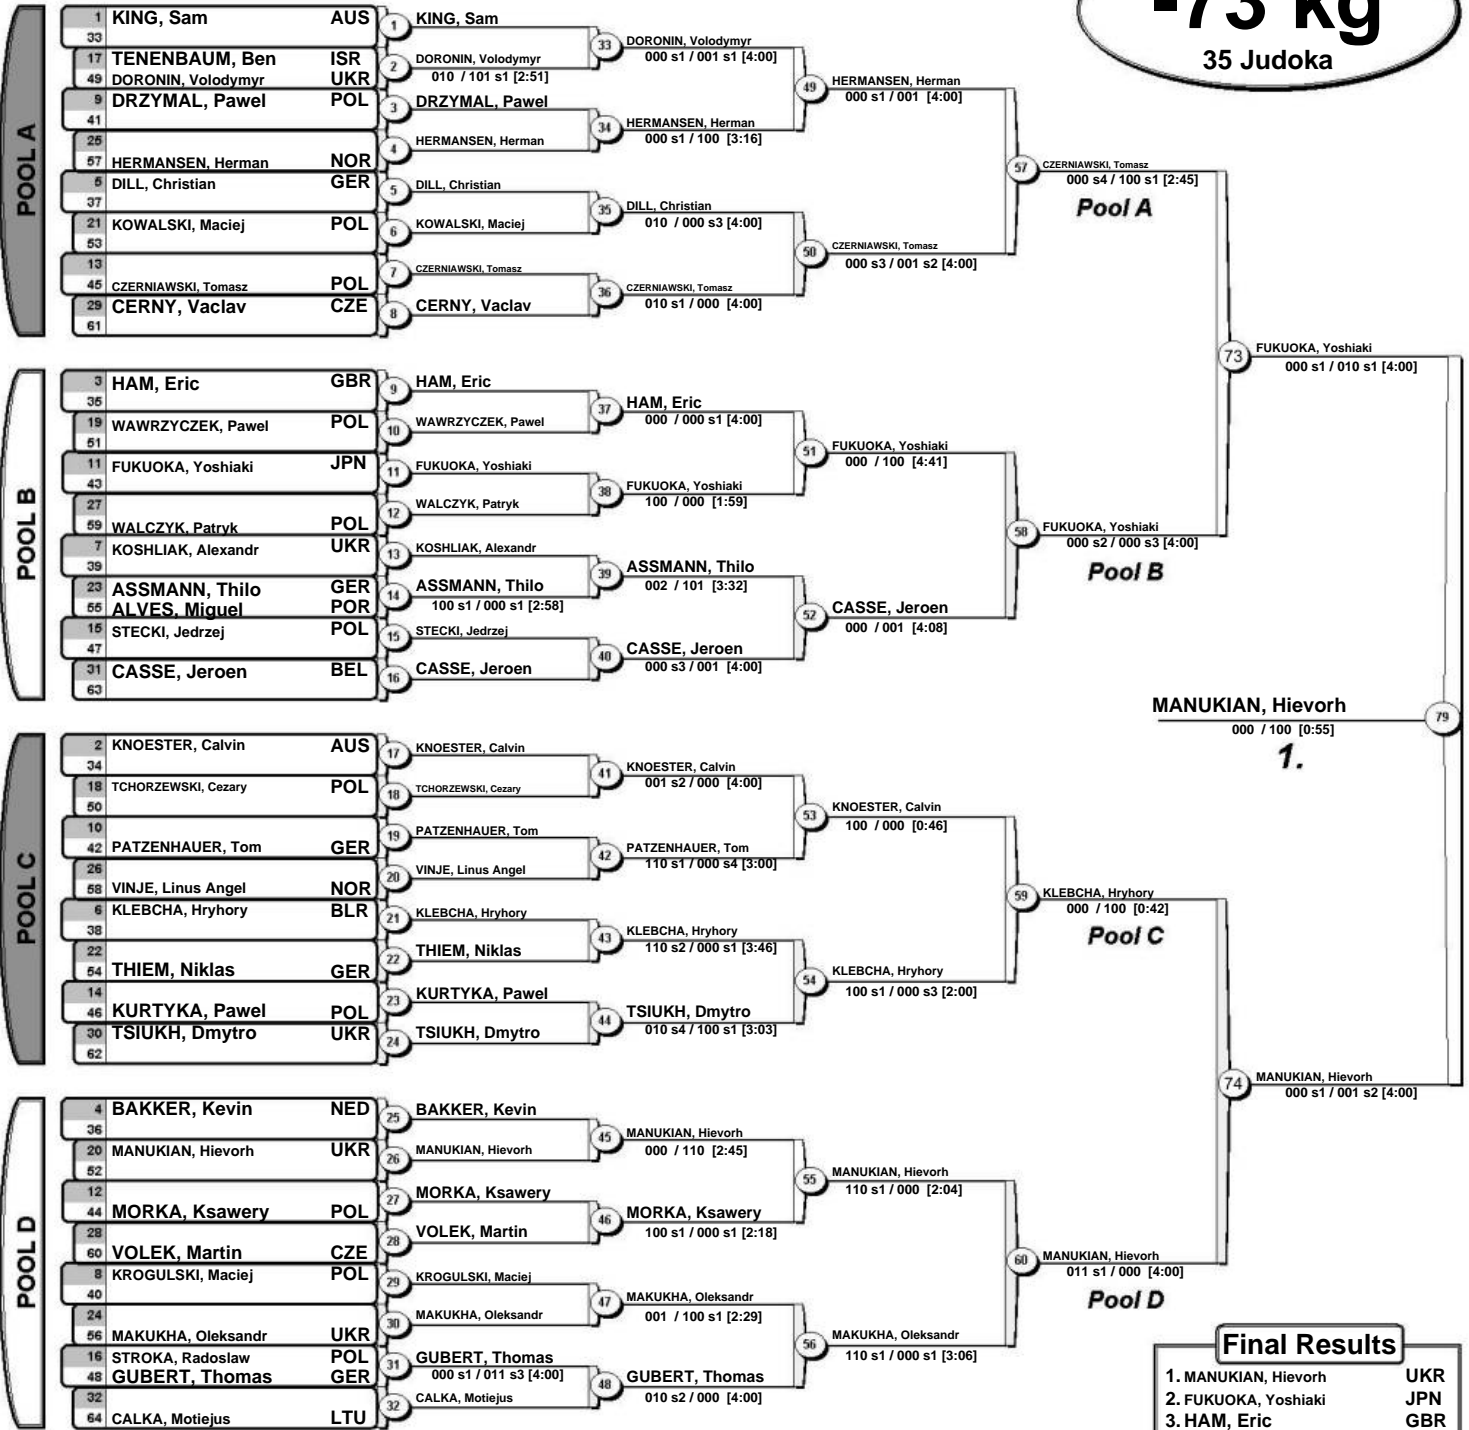 -73 kg
35 Judoka
POOL A
1 KING, Sam AUS
33
17 TENENBAUM, Ben ISR
49 DORONIN, Volodymyr UKR
9 DRZYMAL, Pawel POL
41
25
57 HERMANSEN, Herman NOR
5 DILL, Christian GER
37
21 KOWALSKI, Maciej POL
53
13
45 CZERNIAWSKI, Tomasz POL
29 CERNY, Vaclav CZE
61
1 KING, Sam
2 DORONIN, Volodymyr
010 / 101 s1 [2:51]
3 DRZYMAL, Pawel
4 HERMANSEN, Herman
5 DILL, Christian
6 KOWALSKI, Maciej
7 CZERNIAWSKI, Tomasz
8 CERNY, Vaclav
33 DORONIN, Volodymyr
000 s1 / 001 s1 [4:00]
34 HERMANSEN, Herman
000 s1 / 100 [3:16]
35 DILL, Christian
010 / 000 s3 [4:00]
36 CZERNIAWSKI, Tomasz
010 s1 / 000 [4:00]
49 HERMANSEN, Herman
000 s1 / 001 [4:00]
50 CZERNIAWSKI, Tomasz
000 s3 / 001 s2 [4:00]
57 CZERNIAWSKI, Tomasz
000 s4 / 100 s1 [2:45]
Pool A
POOL B
3 HAM, Eric GBR
35
19 WAWRZYCZEK, Pawel POL
51
11 FUKUOKA, Yoshiaki JPN
43
27
59 WALCZYK, Patryk POL
7 KOSHLIAK, Alexandr UKR
39
23 ASSMANN, Thilo GER
55 ALVES, Miguel POR
15 STECKI, Jedrzej POL
47
31 CASSE, Jeroen BEL
63
9 HAM, Eric
10 WAWRZYCZEK, Pawel
11 FUKUOKA, Yoshiaki
12 WALCZYK, Patryk
13 KOSHLIAK, Alexandr
14 ASSMANN, Thilo
100 s1 / 000 s1 [2:58]
15 STECKI, Jedrzej
16 CASSE, Jeroen
37 HAM, Eric
000 / 000 s1 [4:00]
38 FUKUOKA, Yoshiaki
100 / 000 [1:59]
39 ASSMANN, Thilo
002 / 101 [3:32]
40 CASSE, Jeroen
000 s3 / 001 [4:00]
51 FUKUOKA, Yoshiaki
000 / 100 [4:41]
52 CASSE, Jeroen
000 / 001 [4:08]
58 FUKUOKA, Yoshiaki
000 s2 / 000 s3 [4:00]
Pool B
73 FUKUOKA, Yoshiaki
000 s1 / 010 s1 [4:00]
MANUKIAN, Hievorh 79
000 / 100 [0:55]
1.
POOL C
2 KNOESTER, Calvin AUS
34
18 TCHORZEWSKI, Cezary POL
50
10
42 PATZENHAUER, Tom GER
26
58 VINJE, Linus Angel NOR
6 KLEBCHA, Hryhory BLR
38
22
54 THIEM, Niklas GER
14
46 KURTYKA, Pawel POL
30 TSIUKH, Dmytro UKR
62
17 KNOESTER, Calvin
18 TCHORZEWSKI, Cezary
19 PATZENHAUER, Tom
20 VINJE, Linus Angel
21 KLEBCHA, Hryhory
22 THIEM, Niklas
23 KURTYKA, Pawel
24 TSIUKH, Dmytro
41 KNOESTER, Calvin
001 s2 / 000 [4:00]
42 PATZENHAUER, Tom
110 s1 / 000 s4 [3:00]
43 KLEBCHA, Hryhory
110 s2 / 000 s1 [3:46]
44 TSIUKH, Dmytro
010 s4 / 100 s1 [3:03]
53 KNOESTER, Calvin
100 / 000 [0:46]
54 KLEBCHA, Hryhory
100 s1 / 000 s3 [2:00]
59 KLEBCHA, Hryhory
000 / 100 [0:42]
Pool C
POOL D
4 BAKKER, Kevin NED
36
20 MANUKIAN, Hievorh UKR
52
12
44 MORKA, Ksawery POL
28
60 VOLEK, Martin CZE
8 KROGULSKI, Maciej POL
40
24
56 MAKUKHA, Oleksandr UKR
16 STROKA, Radoslaw POL
48 GUBERT, Thomas GER
32
64 CALKA, Motiejus LTU
25 BAKKER, Kevin
26 MANUKIAN, Hievorh
27 MORKA, Ksawery
28 VOLEK, Martin
29 KROGULSKI, Maciej
30 MAKUKHA, Oleksandr
31 GUBERT, Thomas
000 s1 / 011 s3 [4:00]
32 CALKA, Motiejus
45 MANUKIAN, Hievorh
000 / 110 [2:45]
46 MORKA, Ksawery
100 s1 / 000 s1 [2:18]
47 MAKUKHA, Oleksandr
001 / 100 s1 [2:29]
48 GUBERT, Thomas
010 s2 / 000 [4:00]
55 MANUKIAN, Hievorh
110 s1 / 000 [2:04]
56 MAKUKHA, Oleksandr
110 s1 / 000 s1 [3:06]
60 MANUKIAN, Hievorh
011 s1 / 000 [4:00]
Pool D
74 MANUKIAN, Hievorh
000 s1 / 001 s2 [4:00]
Final Results
1. MANUKIAN, Hievorh UKR
2. FUKUOKA, Yoshiaki JPN
3. HAM, Eric GBR